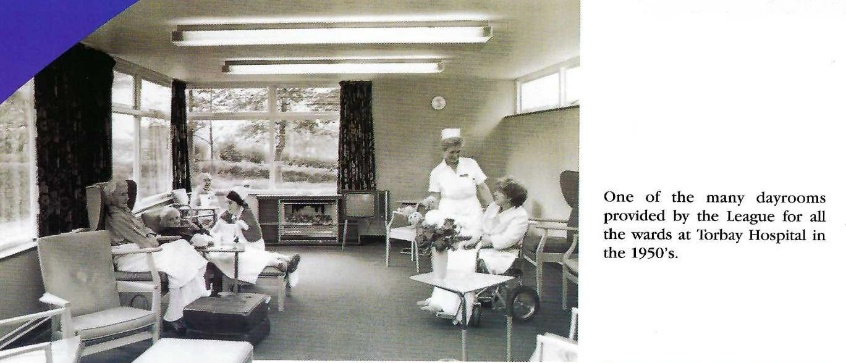 One of the many dayrooms
provided by the League for all
the wards at Torbay Hospital in
the 1950's.